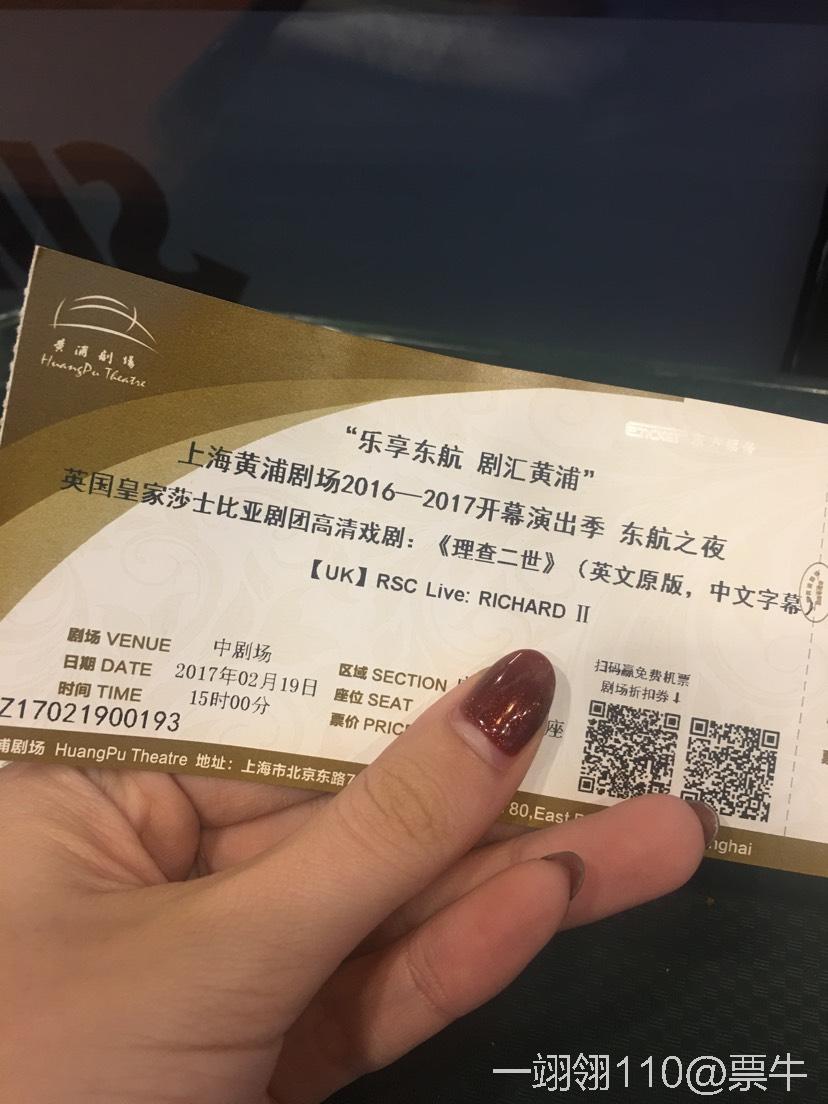 黄浦剧场
HuangPu Theatre
“乐享东航 剧汇黄浦”
上海黄浦剧场2016—2017开幕演出季 东航之夜
英国皇家莎士比亚剧团高清戏剧：《理查二世》（英文原版，中文字幕）
【UK】RSC Live: RICHARD II
剧场 VENUE 中剧场
日期 DATE 2017年02月19日
时间 TIME 15时00分
区域 SECTION
座位 SEAT 座
票价 PRICE
扫码赢免费机票
剧场折扣券↓
Z17021900193
浦剧场 HuangPu Theatre 地址：上海市北京东路7 80,East nghai
一翊翎110@票牛